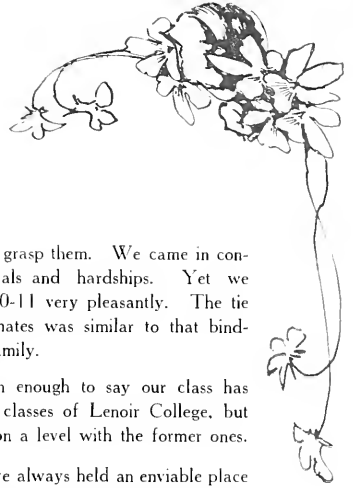 grasp them. We came in con-
als and hardships. Yet we
0-11 very pleasantly. The tie
nates was similar to that bind-
mily.
n enough to say our class has
classes of Lenoir College, but
on a level with the former ones.
e always held an enviable place